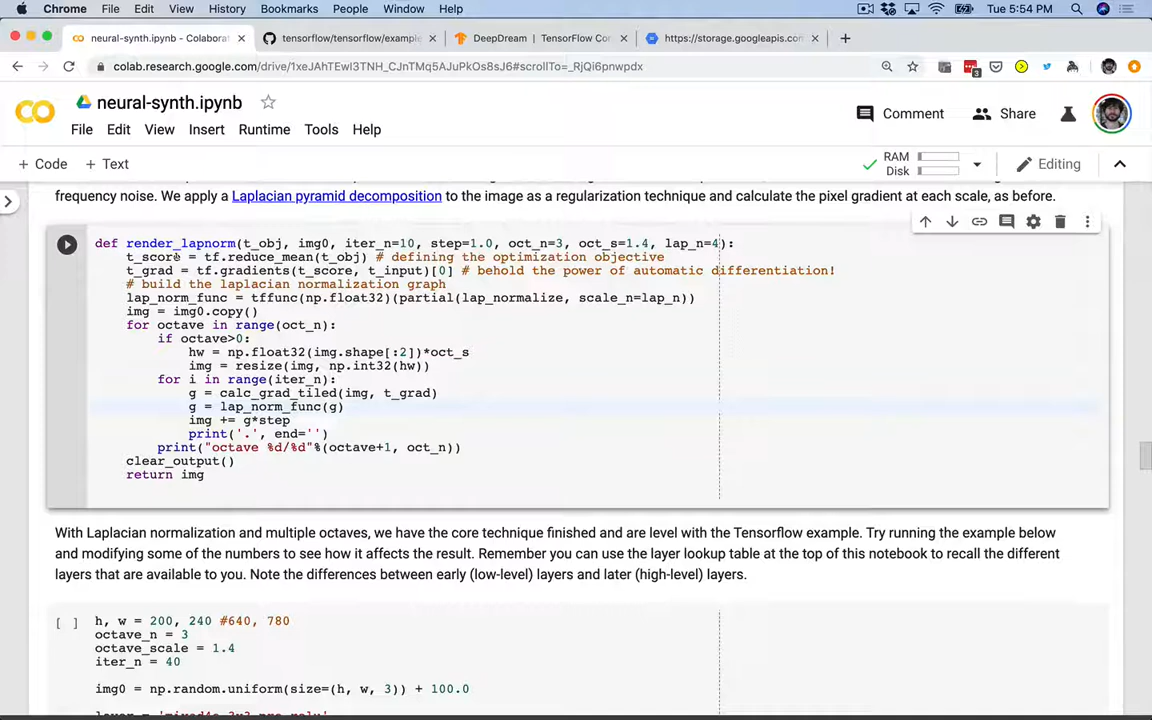 Chrome File Edit View History Bookmarks People Window Help Tue 5:54 PM
neural-synth.ipynb - Colaborat tensorflow/tensorflow/example DeepDream | TensorFlow Cor https://storage.googleapis.com
colab.research.google.com/drive/1xeJAhTEwI3TNH_CJnTMq5AJuPkOs8sJ6#scrollTo=_RjQi6pnwpdx
3
neural-synth.ipynb
Comment Share
File Edit View Insert Runtime Tools Help
+ Code + Text
RAM
Disk
Editing
frequency noise. We apply a Laplacian pyramid decomposition to the image as a regularization technique and calculate the pixel gradient at each scale, as before.
def render_lapnorm(t_obj, img0, iter_n=10, step=1.0, oct_n=3, oct_s=1.4, lap_n=4):
t_score = tf.reduce_mean(t_obj) # defining the optimization objective
t_grad = tf.gradients(t_score, t_input)[0] # behold the power of automatic differentiation!
# build the laplacian normalization graph
lap_norm_func = tffunc(np.float32)(partial(lap_normalize, scale_n=lap_n))
img = img0.copy()
for octave in range(oct_n):
if octave>0:
hw = np.float32(img.shape[:2])*oct_s
img = resize(img, np.int32(hw))
for i in range(iter_n):
g = calc_grad_tiled(img, t_grad)
g = lap_norm_func(g)
img += g*step
print('.', end='')
print("octave %d/%d"%(octave+1, oct_n))
clear_output()
return img
With Laplacian normalization and multiple octaves, we have the core technique finished and are level with the Tensorflow example. Try running the example below
and modifying some of the numbers to see how it affects the result. Remember you can use the layer lookup table at the top of this notebook to recall the different
layers that are available to you. Note the differences between early (low-level) layers and later (high-level) layers.
[ ] h, w = 200, 240 #640, 780
octave_n = 3
octave_scale = 1.4
iter_n = 40
img0 = np.random.uniform(size=(h, w, 3)) + 100.0